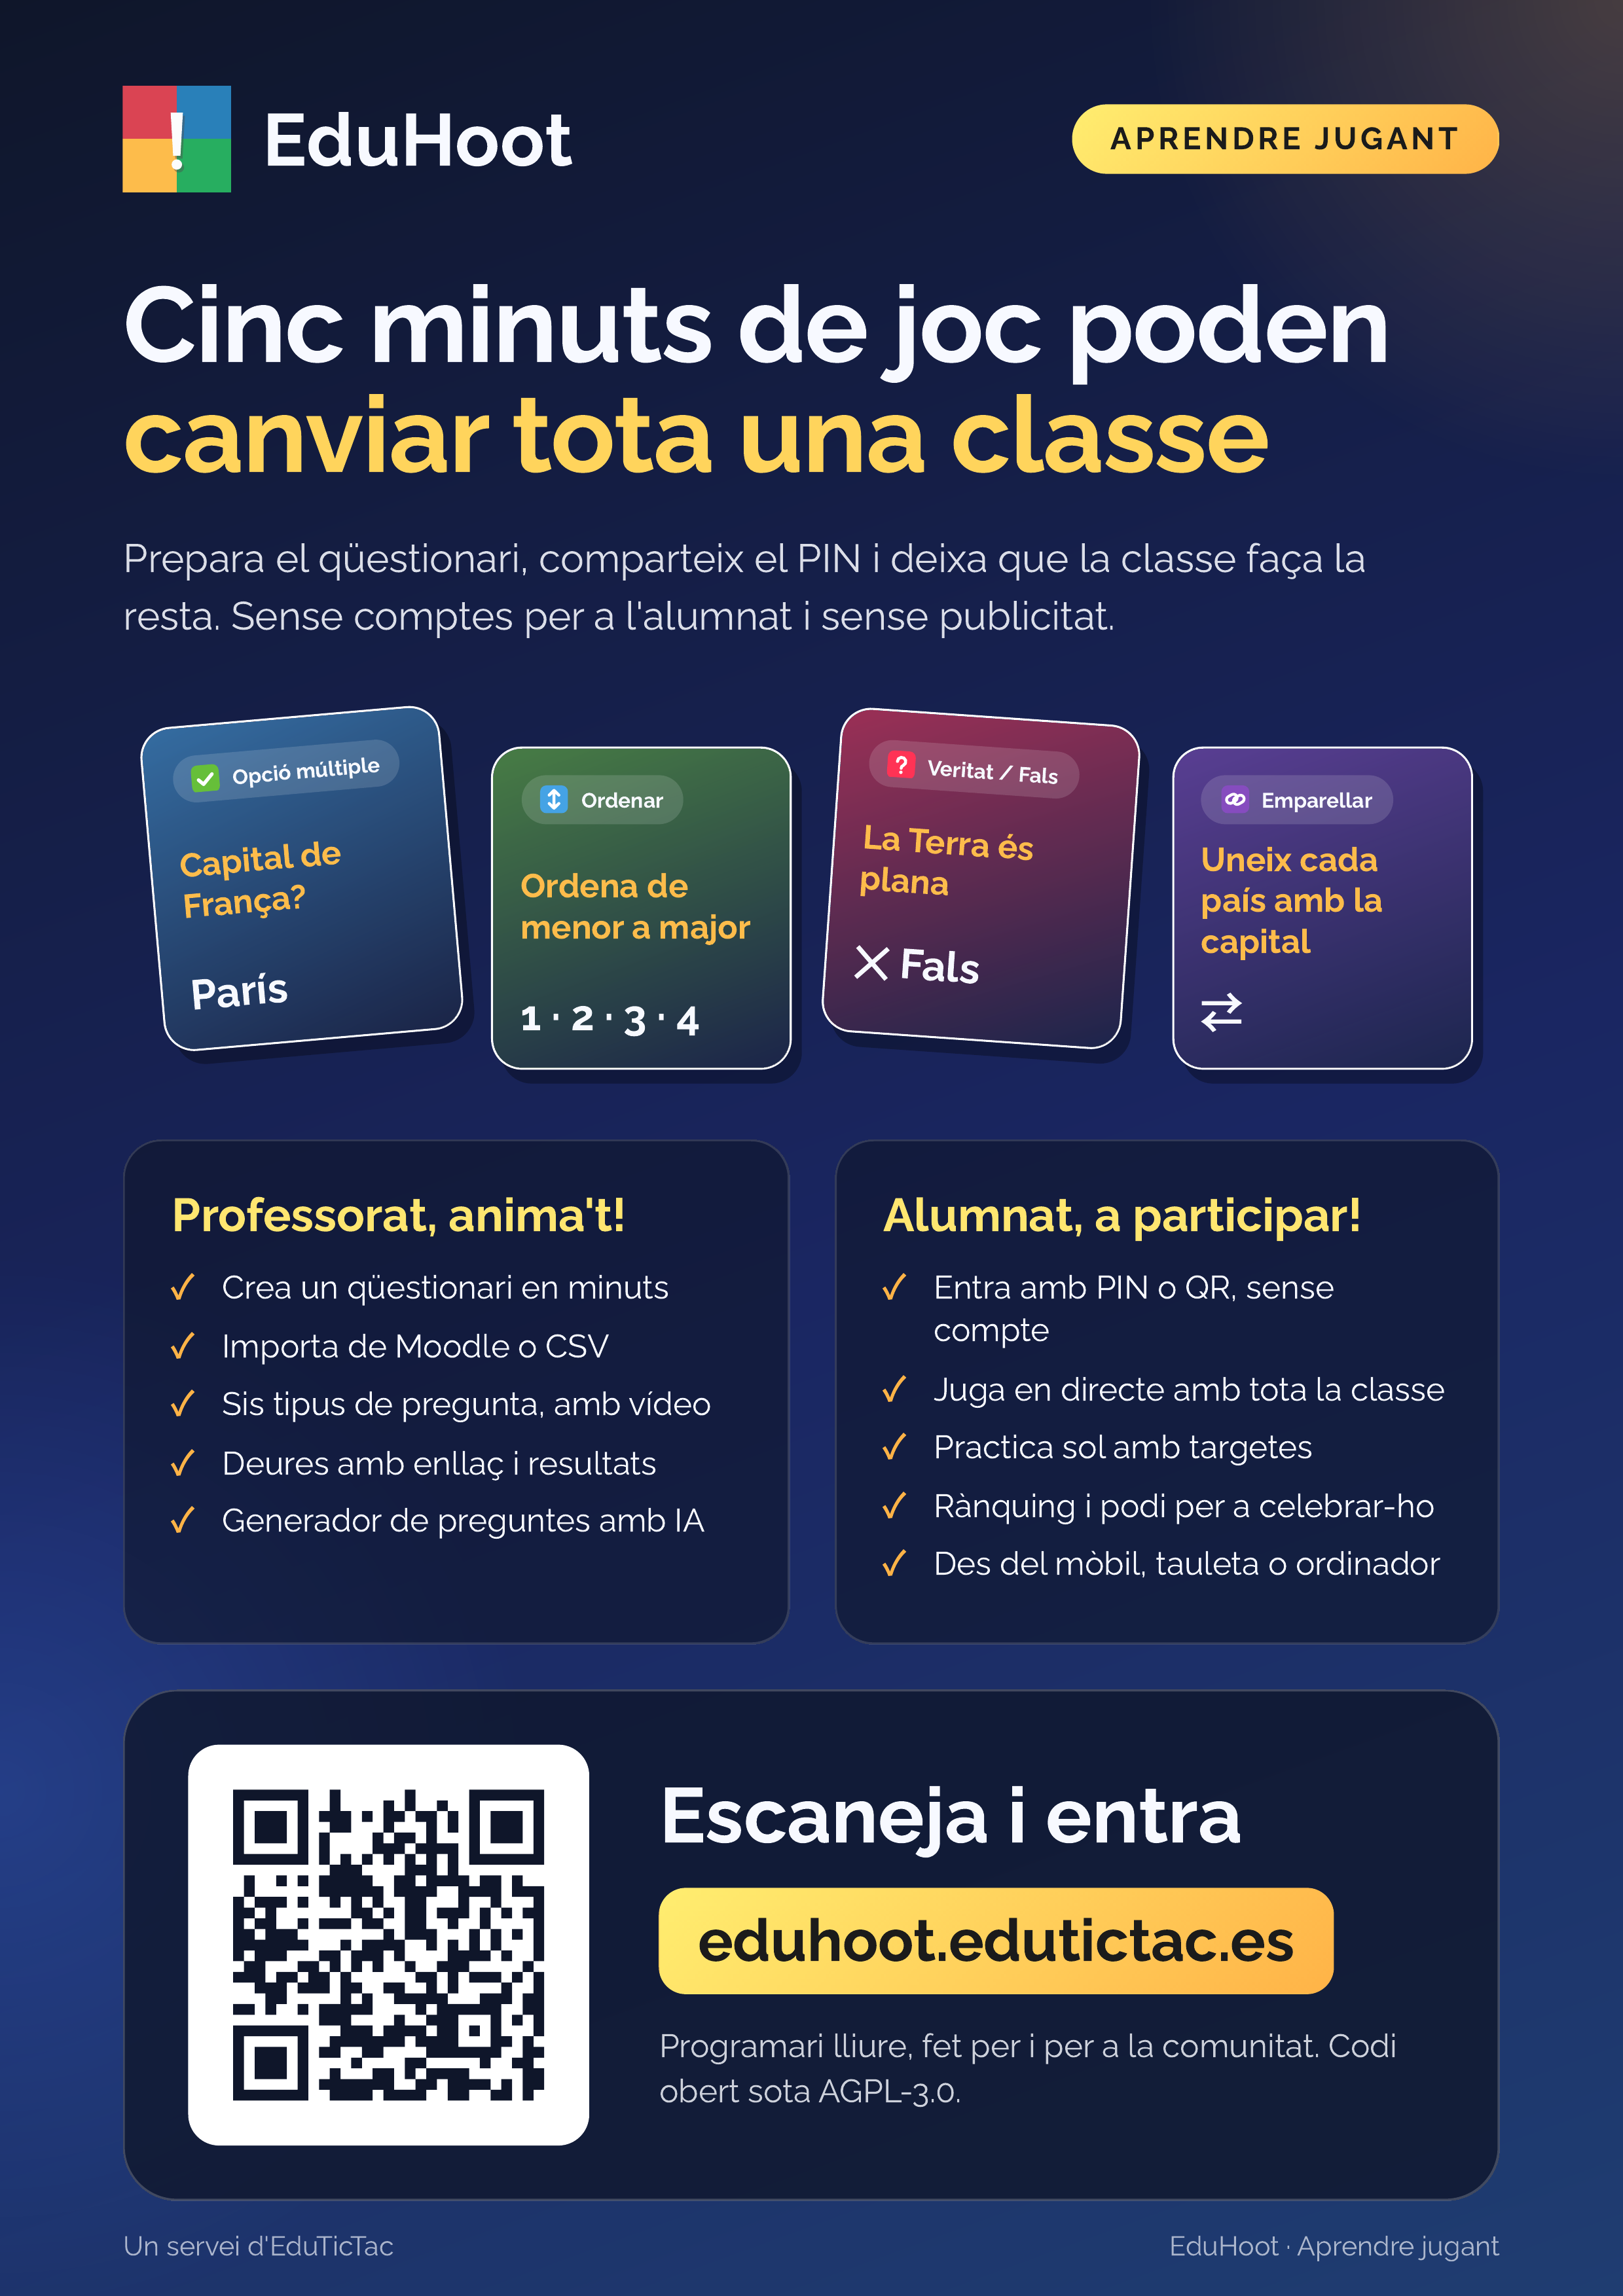 !
EduHoot
APRENDRE JUGANT
Cinc minuts de joc poden
canviar tota una classe
Prepara el qüestionari, comparteix el PIN i deixa que la classe faça la
resta. Sense comptes per a l'alumnat i sense publicitat.
Opció múltiple
Capital de
França?
París
Ordenar
Ordena de
menor a major
1 · 2 · 3 · 4
Veritat / Fals
La Terra és
plana
✕ Fals
Emparellar
Uneix cada
país amb la
capital
⇄
Professorat, anima't!
✓ Crea un qüestionari en minuts
✓ Importa de Moodle o CSV
✓ Sis tipus de pregunta, amb vídeo
✓ Deures amb enllaç i resultats
✓ Generador de preguntes amb IA
Alumnat, a participar!
✓ Entra amb PIN o QR, sense
compte
✓ Juga en directe amb tota la classe
✓ Practica sol amb targetes
✓ Rànquing i podi per a celebrar-ho
✓ Des del mòbil, tauleta o ordinador
Escaneja i entra
eduhoot.edutictac.es
Programari lliure, fet per i per a la comunitat. Codi
obert sota AGPL-3.0.
Un servei d'EduTicTac
EduHoot · Aprendre jugant